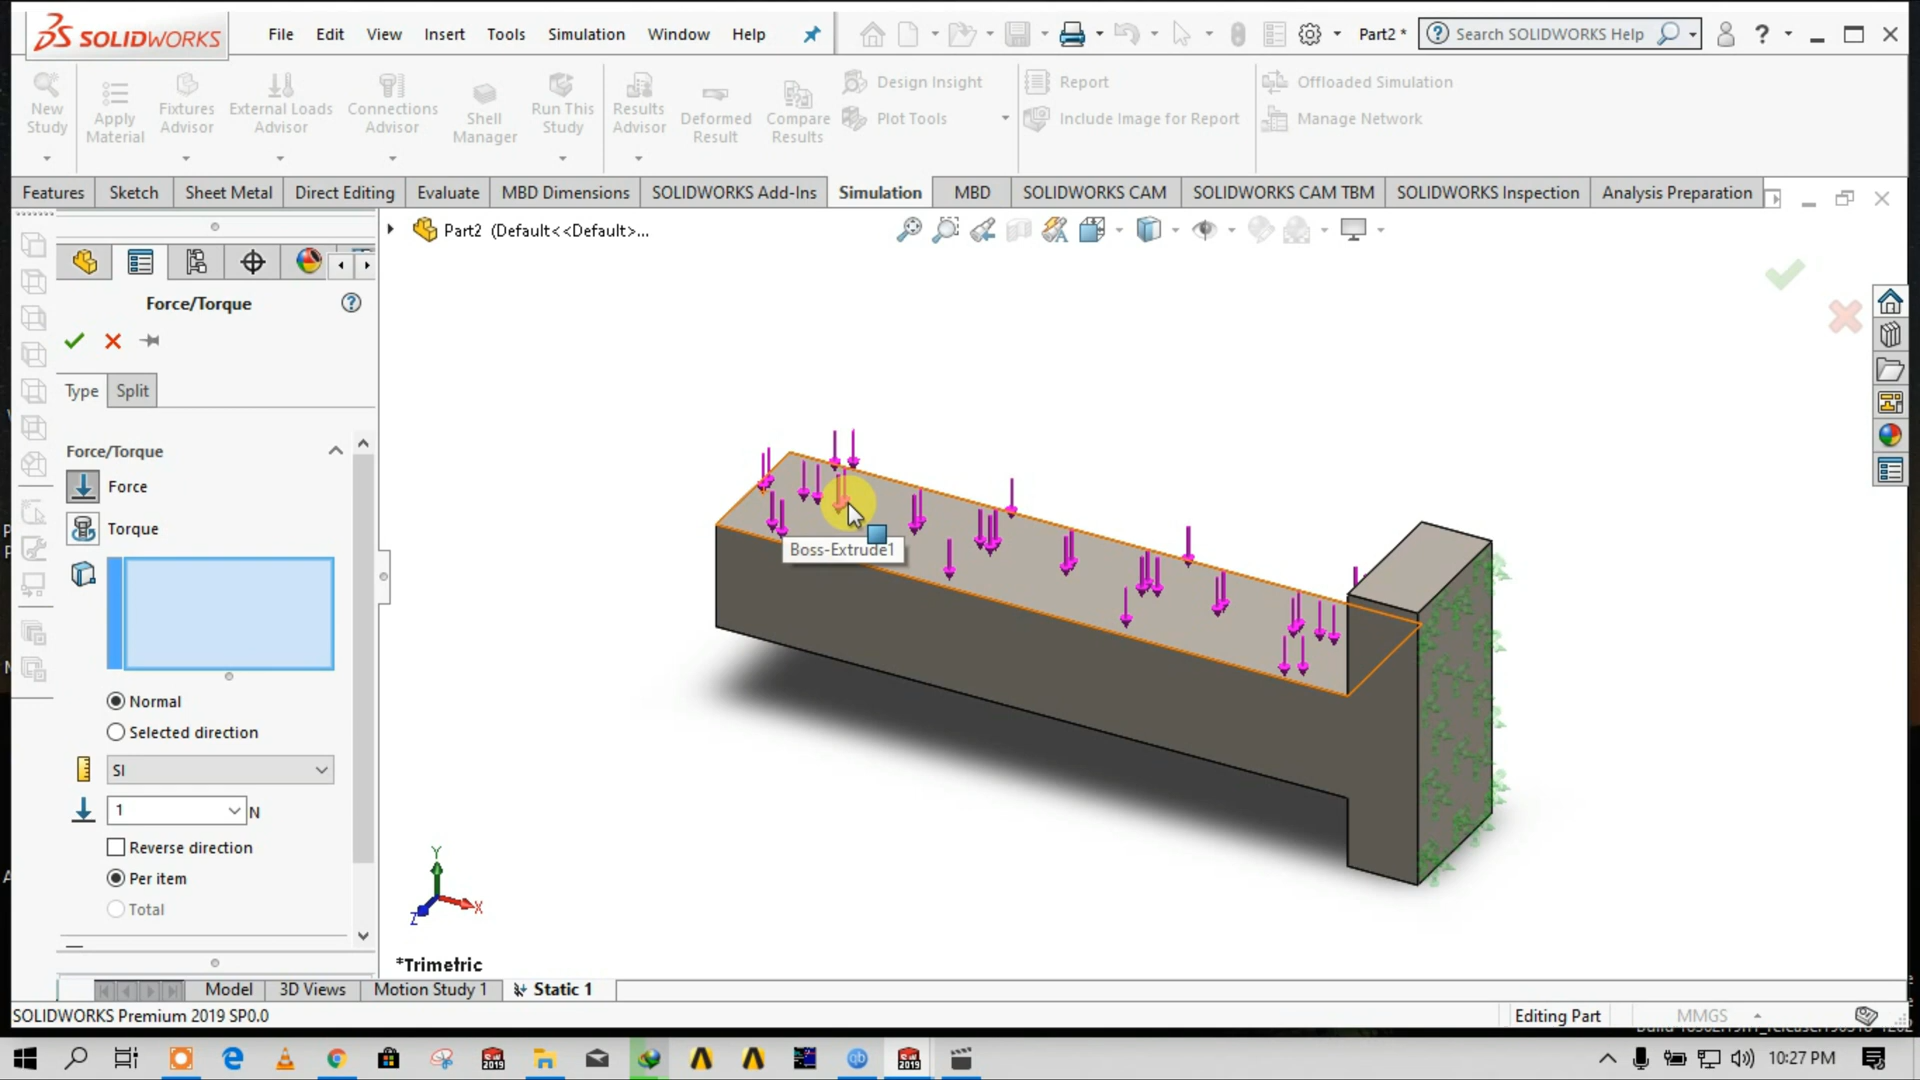 SOLIDWORKS
File Edit View Insert Tools Simulation Window Help
Part2 *
Search SOLIDWORKS Help
?
New Study
Apply Material
Fixtures Advisor
External Loads Advisor
Connections Advisor
Shell Manager
Run This Study
Results Advisor
Deformed Result
Compare Results
Design Insight
Plot Tools
Report
Include Image for Report
Offloaded Simulation
Manage Network
Features Sketch Sheet Metal Direct Editing Evaluate MBD Dimensions SOLIDWORKS Add-Ins Simulation MBD SOLIDWORKS CAM SOLIDWORKS CAM TBM SOLIDWORKS Inspection Analysis Preparation
Part2 (Default<<Default>...
Force/Torque
Type Split
Force/Torque
Force
Torque
Normal
Selected direction
SI
1 N
Reverse direction
Per item
Total
Boss-Extrude1
Y
X
Z
*Trimetric
Model 3D Views Motion Study 1 Static 1
SOLIDWORKS Premium 2019 SP0.0
Editing Part
MMGS
10:27 PM